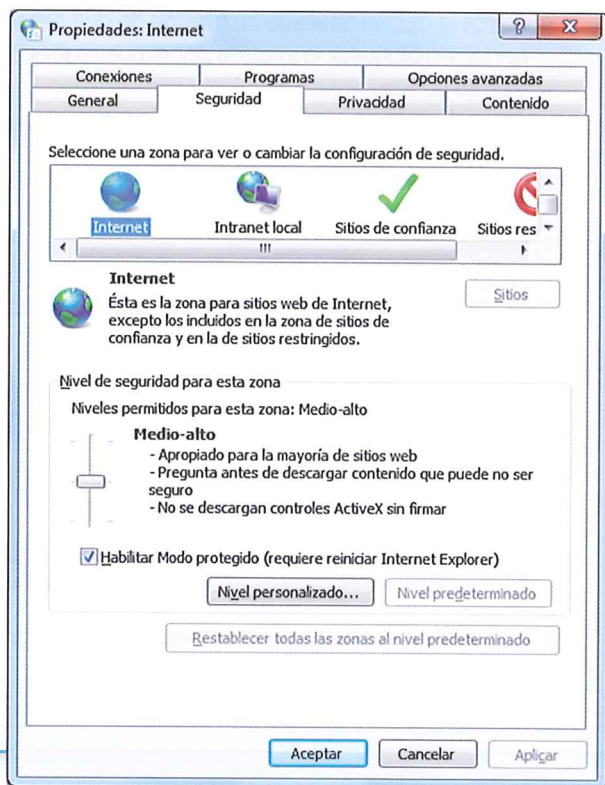 Propiedades: Internet
Conexiones Programas Opciones avanzadas
General Seguridad Privacidad Contenido
Seleccione una zona para ver o cambiar la configuración de seguridad.
Internet Intranet local Sitios de confianza Sitios res
Internet
Ésta es la zona para sitios web de Internet,
excepto los incluidos en la zona de sitios de
confianza y en la de sitios restringidos.
Sitios
Nivel de seguridad para esta zona
Niveles permitidos para esta zona: Medio-alto
Medio-alto
- Apropiado para la mayoría de sitios web
- Pregunta antes de descargar contenido que puede no ser
seguro
- No se descargan controles ActiveX sin firmar
Habilitar Modo protegido (requiere reiniciar Internet Explorer)
Nivel personalizado... Nivel predeterminado
Restablecer todas las zonas al nivel predeterminado
Aceptar Cancelar Aplicar